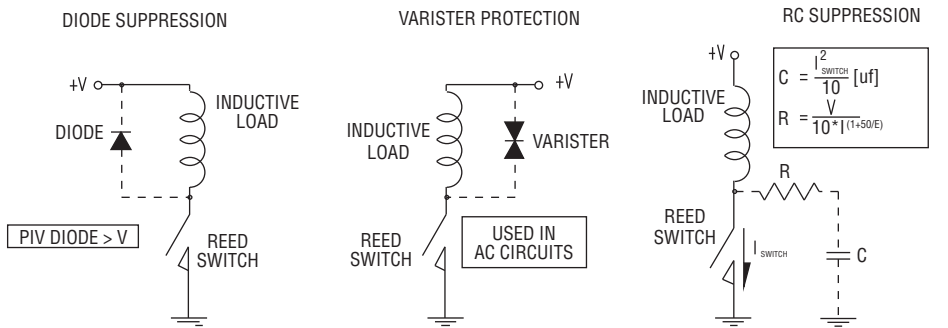 DIODE SUPPRESSION
+V
INDUCTIVE
LOAD
DIODE
PIV DIODE > V
REED
SWITCH
VARISTER PROTECTION
+V
INDUCTIVE
LOAD
VARISTER
REED
SWITCH
USED IN
AC CIRCUITS
RC SUPPRESSION
+V
C = I²SWITCH/10 [uf]
R = V/10*I(1+50/E)
INDUCTIVE
LOAD
R
REED
SWITCH
I SWITCH
C